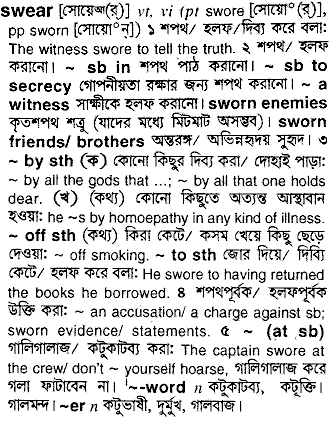 swear [সোয়েআ(র্)] vt, vi (pt swore [সোয়ো°(র্)],
pp sworn [সোয়ো°ন্]) ১ শপথ/ হলফ/দিব্য করে বলা:
The witness swore to tell the truth. ২ শপথ/ হলফ
করানো। ~ sb in শপথ পাঠ করানো। ~ sb to
secrecy গোপনীয়তা রক্ষার জন্য শপথ করানো। ~ a
witness সাক্ষীকে হলফ করানো। sworn enemies
কৃতশপথ শত্রু (যাদের মধ্যে মিটমাট অসম্ভব)। sworn
friends/ brothers অন্তরঙ্গ/ অভিন্নহৃদয় সুহৃদ। ৩
~ by sth (ক) কোনো কিছুর দিব্য করা/ দোহাই পাড়া:
~ by all the gods that ...; ~ by all that one holds
dear. (খ) (কথ্য) কোনো কিছুতে অত্যন্ত আস্থাবান
হওয়া: he ~s by homoepathy in any kind of illness.
~ off sth (কথ্য) কিরা কেটে/ কসম খেয়ে কিছু ছেড়ে
দেওয়া: ~ off smoking. ~ to sth জোর দিয়ে/ দিব্যি
কেটে/ হলফ করে বলা: He swore to having returned
the books he borrowed. ৪ শপথপূর্বক/ হলফপূর্বক
উক্তি করা: ~ an accusation/ a charge against sb;
sworn evidence/ statements. ৫ ~ (at sb)
গালিগালাজ/ কটুকাটব্য করা: The captain swore at
the crew/ don't ~ yourself hoarse, গালিগালাজ করে
গলা ফাটাবেন না। ~-word n কটুকাটব্য, কটূক্তি।
গালমন্দ। ~er n কটুভাষী, দুর্মুখ, গালবাজ।